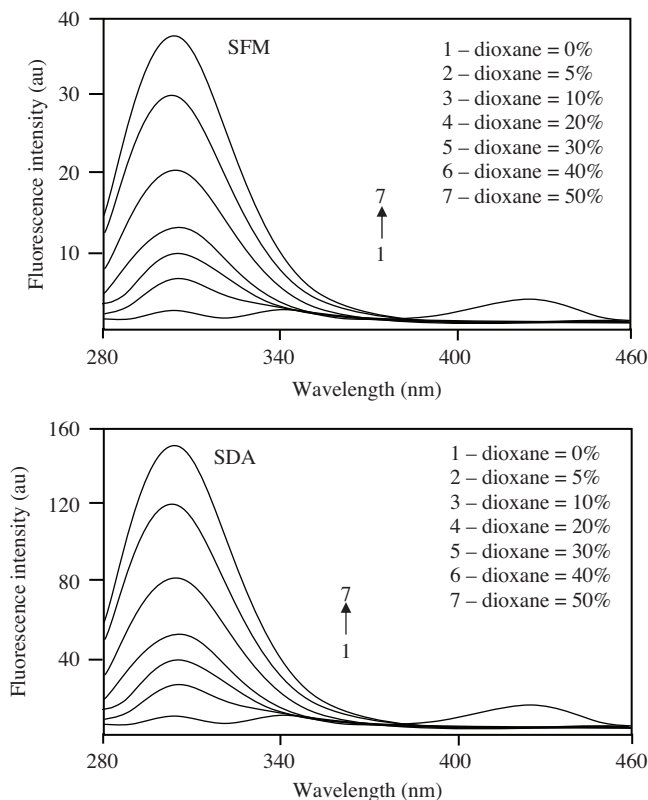 40
SFM
1 – dioxane = 0%
2 – dioxane = 5%
3 – dioxane = 10%
4 – dioxane = 20%
5 – dioxane = 30%
6 – dioxane = 40%
7 – dioxane = 50%
30
20
10
Fluorescence intensity (au)
7
1
280
340
400
460
Wavelength (nm)
160
SDA
1 – dioxane = 0%
2 – dioxane = 5%
3 – dioxane = 10%
4 – dioxane = 20%
5 – dioxane = 30%
6 – dioxane = 40%
7 – dioxane = 50%
120
80
40
Fluorescence intensity (au)
7
1
280
340
400
460
Wavelength (nm)